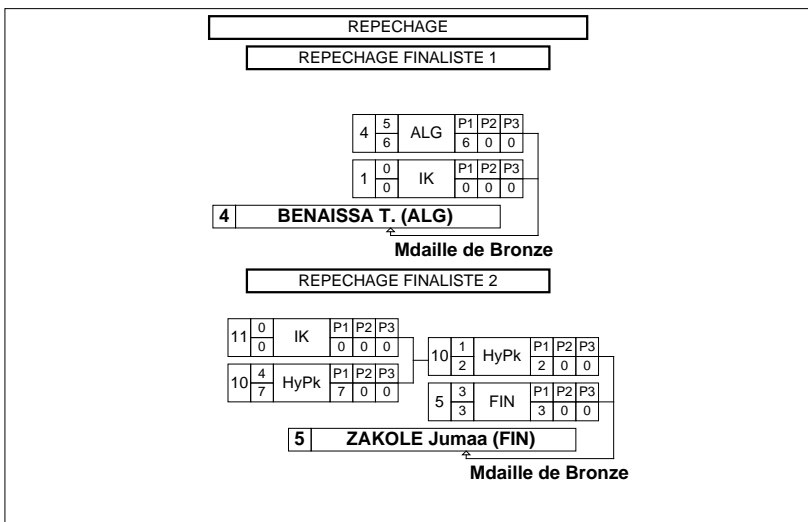 REPECHAGE
REPECHAGE FINALISTE 1
4 5 ALG P1 P2 P3
6 6 0 0
1 0 IK P1 P2 P3
0 0 0 0
4 BENAISSA T. (ALG)
Mdaille de Bronze
REPECHAGE FINALISTE 2
11 0 IK P1 P2 P3
0 0 0 0
10 4 HyPk P1 P2 P3
7 7 0 0
10 1 HyPk P1 P2 P3
2 2 0 0
5 3 FIN P1 P2 P3
3 3 0 0
5 ZAKOLE Jumaa (FIN)
Mdaille de Bronze